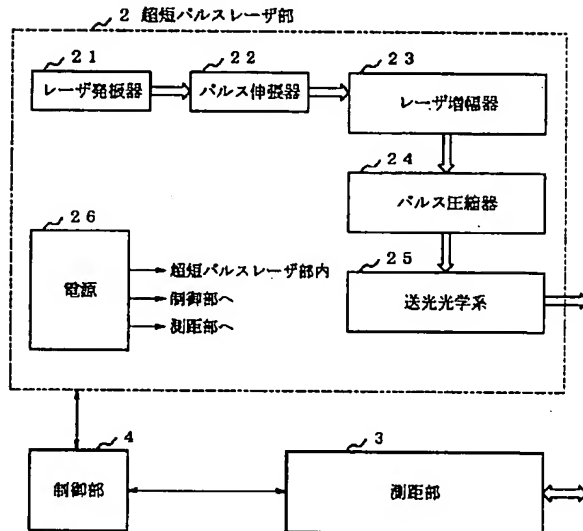 2 超短パルスレーザ部
21
レーザ発振器
22
パルス伸張器
23
レーザ増幅器
24
パルス圧縮器
25
送光光学系
26
電源
超短パルスレーザ部内
制御部へ
測距部へ
4
制御部
3
測距部